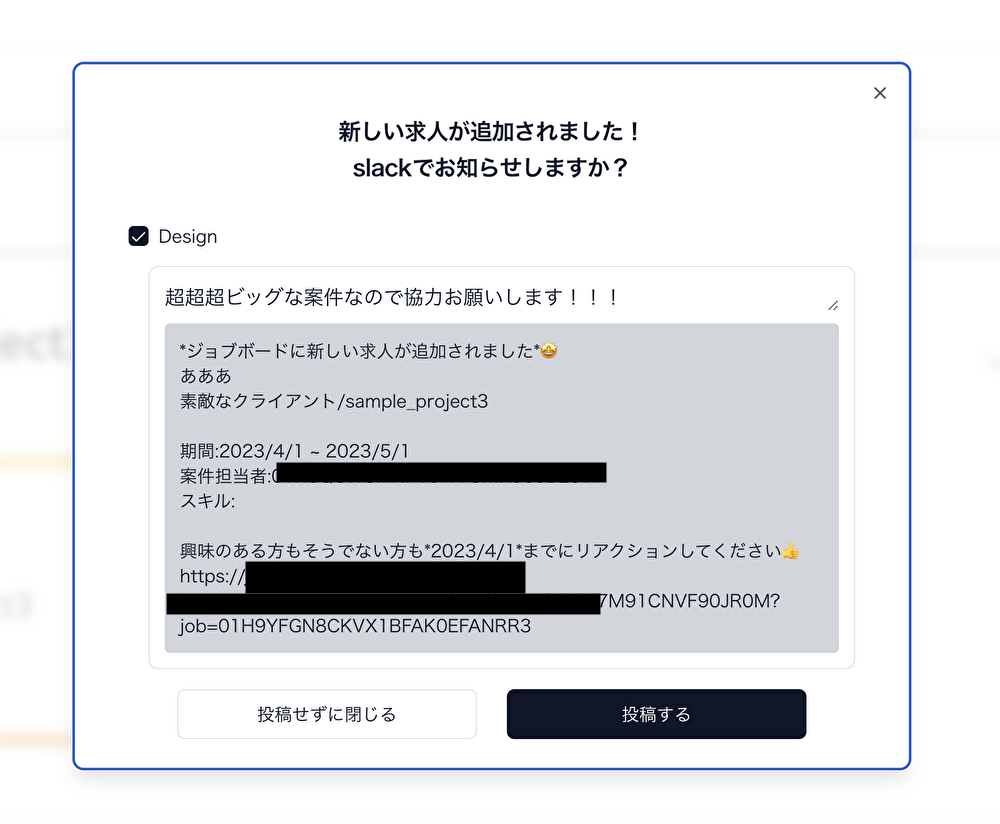 新しい求人が追加されました！
slackでお知らせしますか？
Design
超超超ビッグな案件なので協力お願いします！！！
*ジョブボードに新しい求人が追加されました*🤩
あああ
素敵なクライアント/sample_project3
期間:2023/4/1 ~ 2023/5/1
案件担当者:
スキル:
興味のある方もそうでない方も*2023/4/1*までにリアクションしてください👍
https://
7M91CNVF90JR0M?
job=01H9YFGN8CKVX1BFAK0EFANRR3
投稿せずに閉じる
投稿する